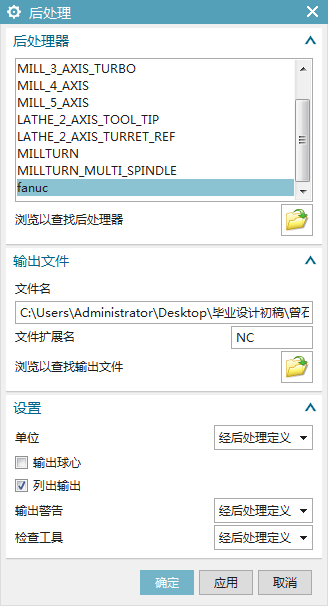 后处理
后处理器
MILL_3_AXIS_TURBO
MILL_4_AXIS
MILL_5_AXIS
LATHE_2_AXIS_TOOL_TIP
LATHE_2_AXIS_TURRET_REF
MILLTURN
MILLTURN_MULTI_SPINDLE
fanuc
浏览以查找后处理器
输出文件
文件名
C:\Users\Administrator\Desktop\毕业设计初稿\曾石
文件扩展名 NC
浏览以查找输出文件
设置
单位 经后处理定义
输出球心
列出输出
输出警告 经后处理定义
检查工具 经后处理定义
确定 应用 取消